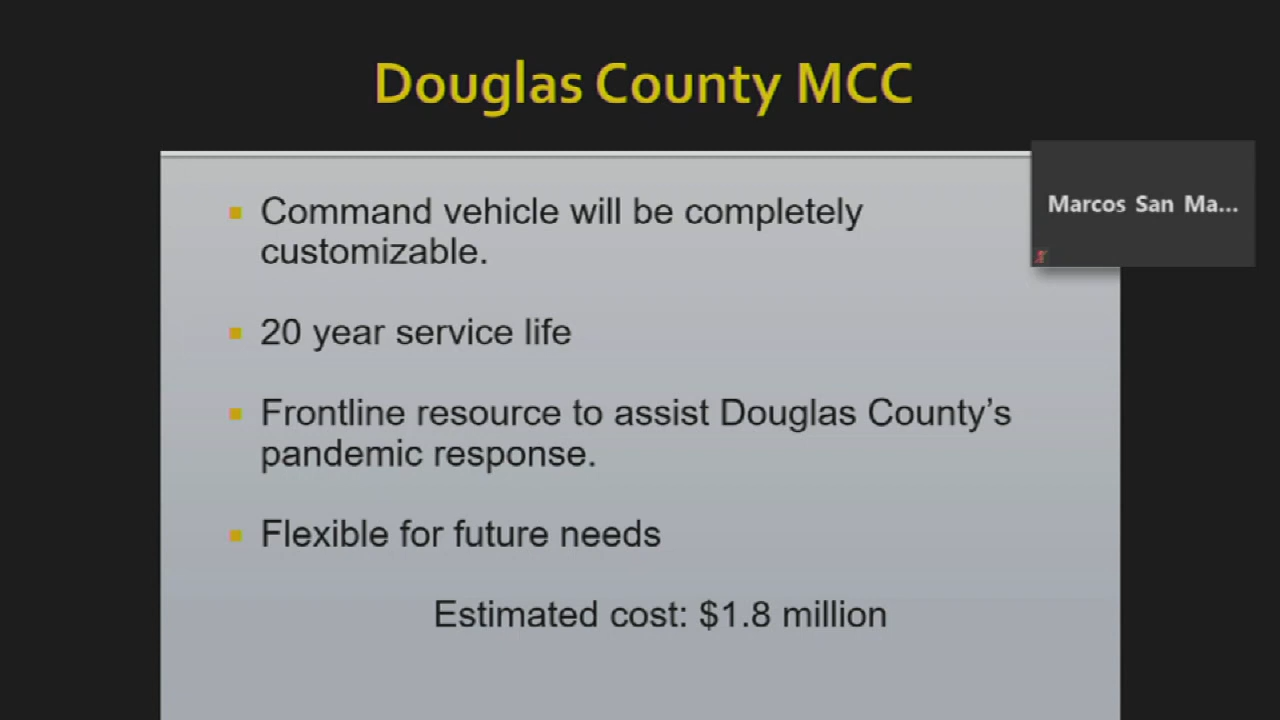 Douglas County MCC
Marcos San Ma...
Command vehicle will be completely
customizable.
20 year service life
Frontline resource to assist Douglas County’s
pandemic response.
Flexible for future needs
Estimated cost: $1.8 million